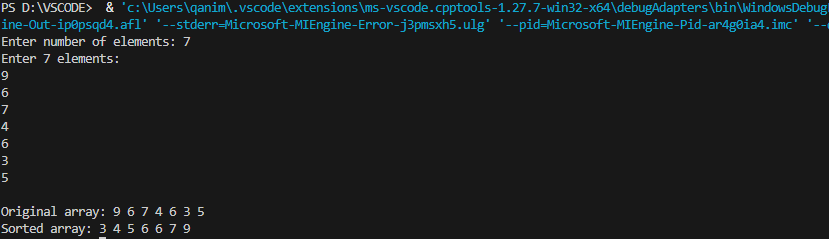 PS D:\VSCODE>  & 'c:\Users\qanim\.vscode\extensions\ms-vscode.cpptools-1.27.7-win32-x64\debugAdapters\bin\WindowsDebug
ine-Out-ip0psqd4.afl' '--stderr=Microsoft-MIEngine-Error-j3pmsxh5.ulg' '--pid=Microsoft-MIEngine-Pid-ar4g0ia4.imc' '--
Enter number of elements: 7
Enter 7 elements:
9
6
7
4
6
3
5
Original array: 9 6 7 4 6 3 5
Sorted array: 3 4 5 6 6 7 9